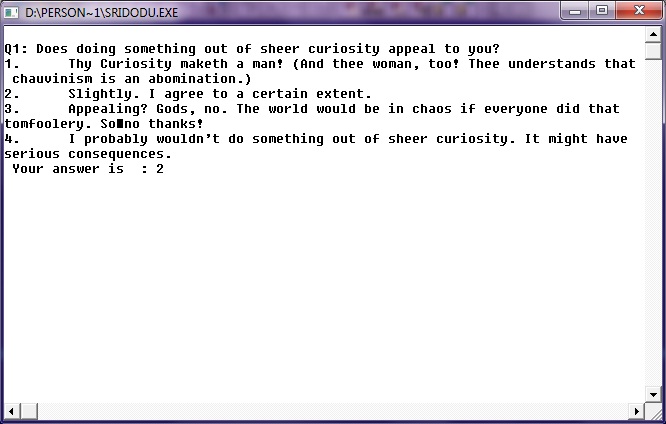 D:\PERSON~1\SRIDODU.EXE
Q1: Does doing something out of sheer curiosity appeal to you?
1. Thy Curiosity maketh a man! (And thee woman, too! Thee understands that
chauvinism is an abomination.)
2. Slightly. I agree to a certain extent.
3. Appealing? Gods, no. The world would be in chaos if everyone did that
tomfoolery. So■no thanks!
4. I probably wouldn't do something out of sheer curiosity. It might have
serious consequences.
Your answer is : 2